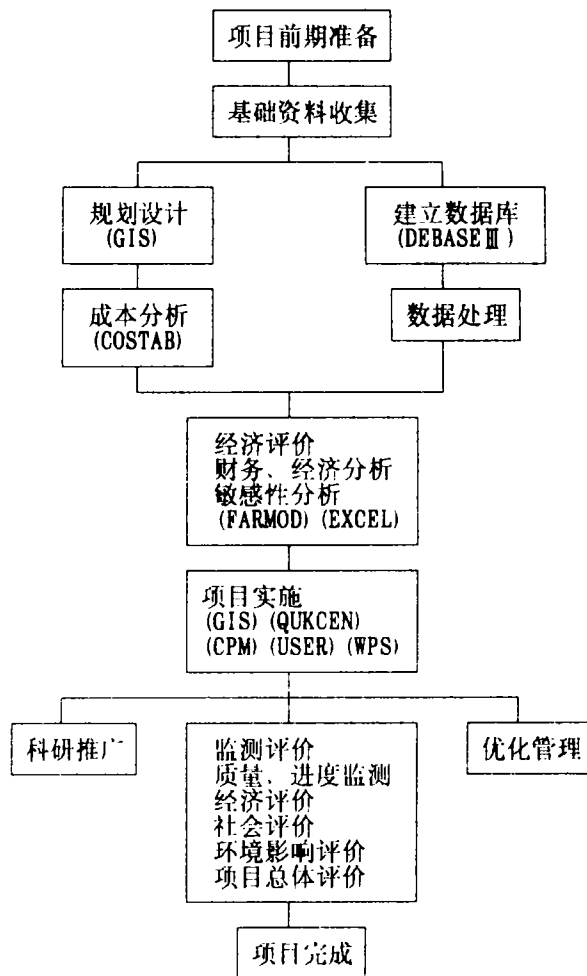 项目前期准备
基础资料收集
规划设计
(GIS)
建立数据库
(DEBASEⅢ)
成本分析
(COSTAB)
数据处理
经济评价
财务、经济分析
敏感性分析
(FARMOD) (EXCEL)
项目实施
(GIS) (QUKCEN)
(CPM) (USER) (WPS)
科研推广
监测评价
质量、进度监测
经济评价
社会评价
环境影响评价
项目总体评价
优化管理
项目完成